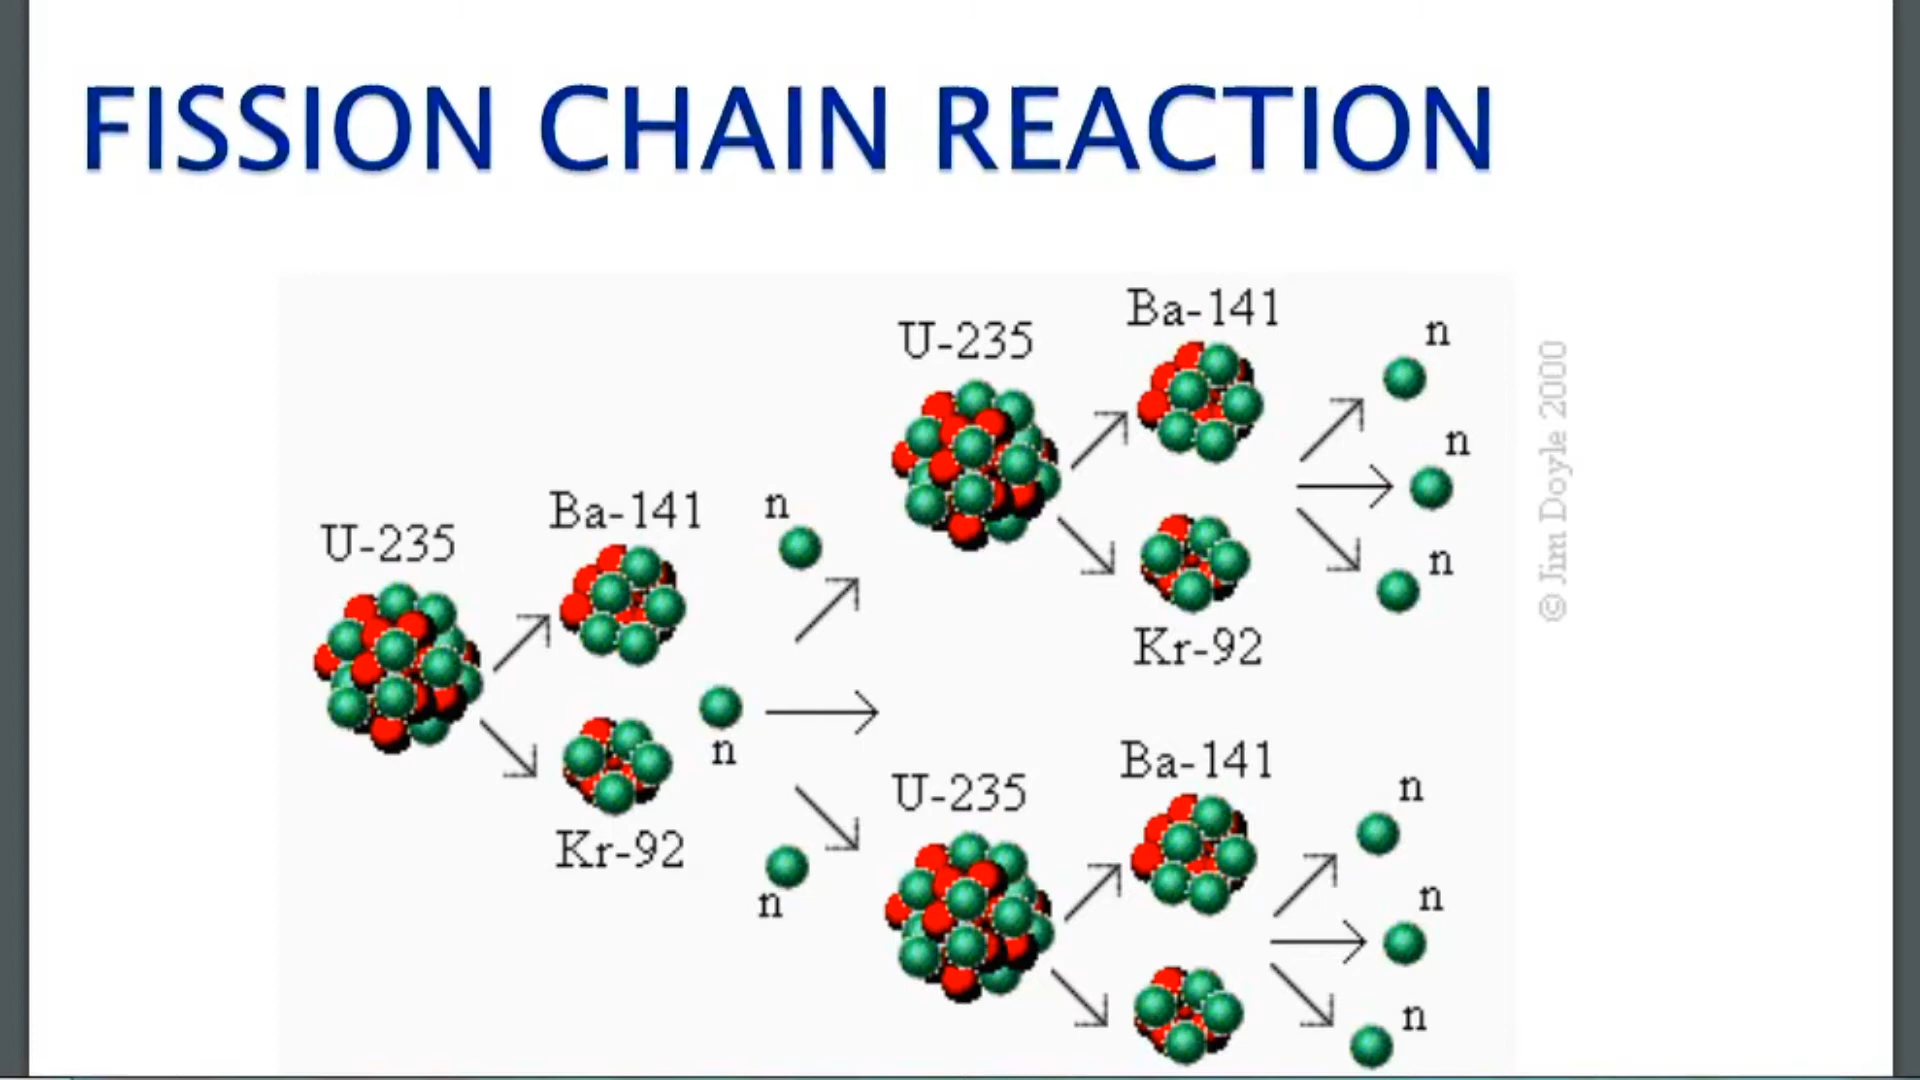 FISSION CHAIN REACTION
U-235
Ba-141
Kr-92
n
n
n
U-235
Ba-141
Kr-92
n
n
n
U-235
Ba-141
n
n
n
© Jim Doyle 2000